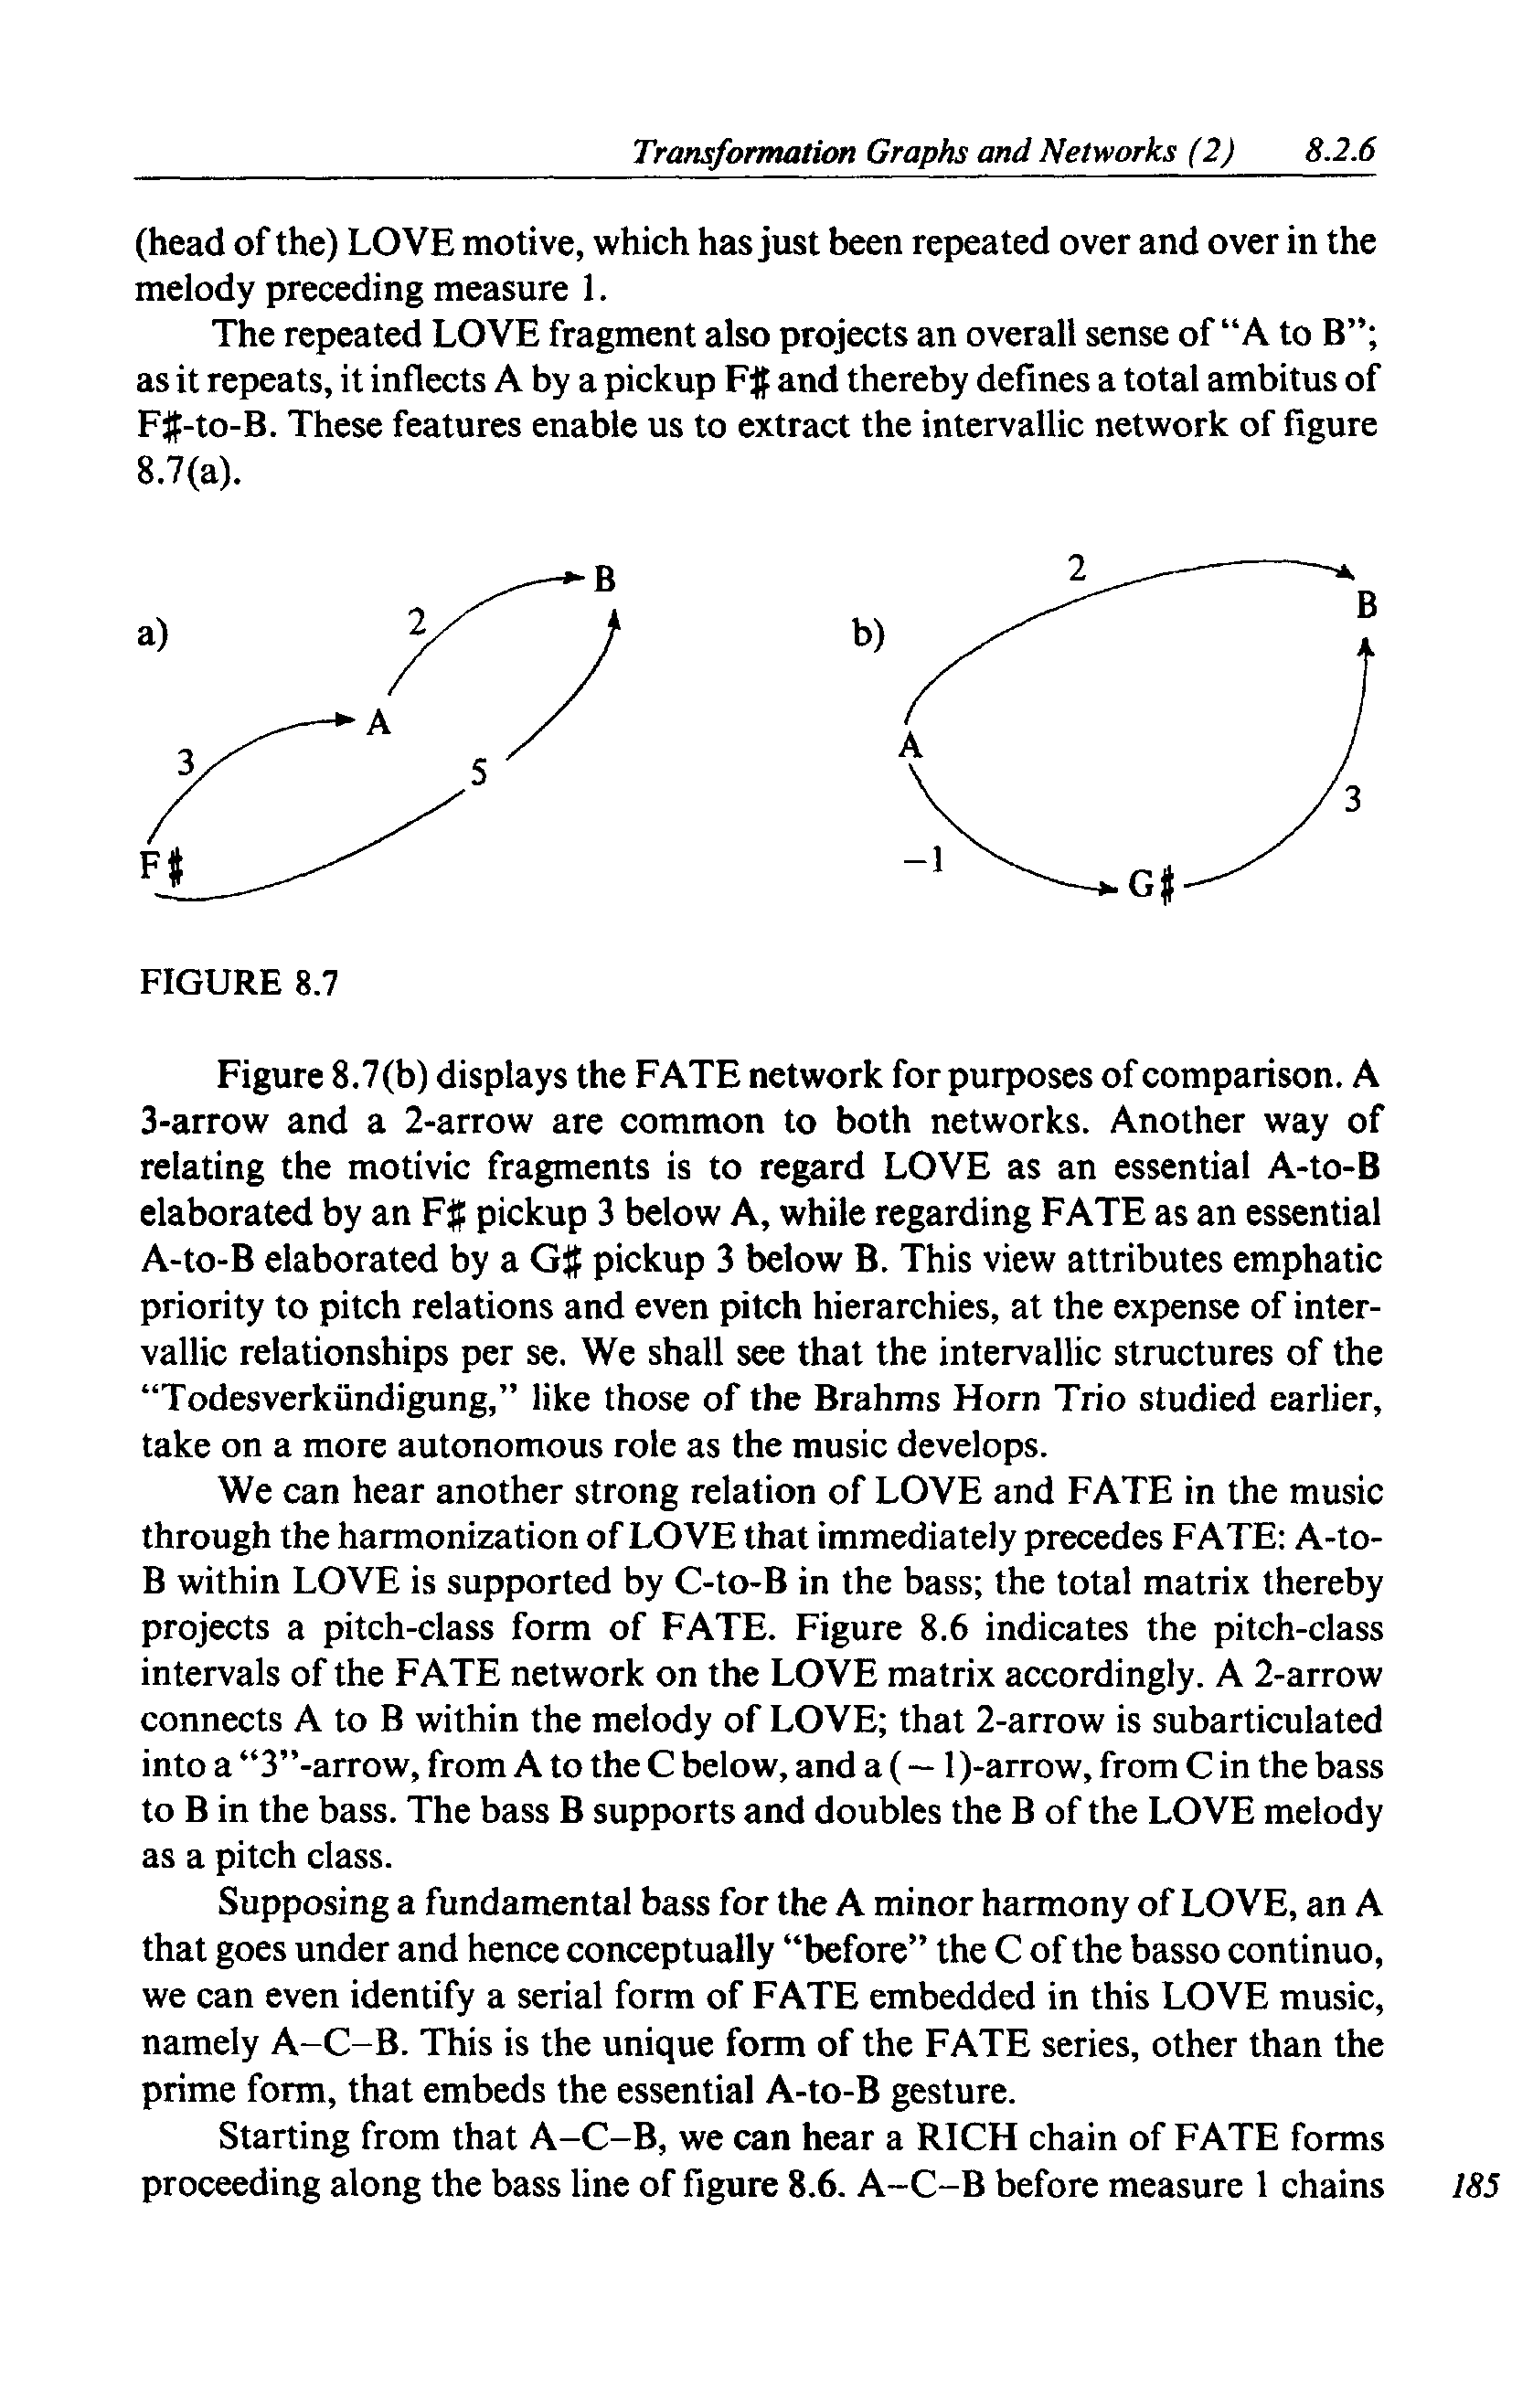 Transformation Graphs and Networks (2) 8.2.6
(head of the) LOVE motive, which has just been repeated over and over in the
melody preceding measure 1.
The repeated LOVE fragment also projects an overall sense of “A to B”;
as it repeats, it inflects A by a pickup F♯ and thereby defines a total ambitus of
F♯-to-B. These features enable us to extract the intervallic network of figure
8.7(a).
a)
3
2
5
F♯
A
B
b)
2
A
B
-1
G♯
3
FIGURE 8.7
Figure 8.7(b) displays the FATE network for purposes of comparison. A
3-arrow and a 2-arrow are common to both networks. Another way of
relating the motivic fragments is to regard LOVE as an essential A-to-B
elaborated by an F♯ pickup 3 below A, while regarding FATE as an essential
A-to-B elaborated by a G♯ pickup 3 below B. This view attributes emphatic
priority to pitch relations and even pitch hierarchies, at the expense of inter-
vallic relationships per se. We shall see that the intervallic structures of the
“Todesverkündigung,” like those of the Brahms Horn Trio studied earlier,
take on a more autonomous role as the music develops.
We can hear another strong relation of LOVE and FATE in the music
through the harmonization of LOVE that immediately precedes FATE: A-to-
B within LOVE is supported by C-to-B in the bass; the total matrix thereby
projects a pitch-class form of FATE. Figure 8.6 indicates the pitch-class
intervals of the FATE network on the LOVE matrix accordingly. A 2-arrow
connects A to B within the melody of LOVE; that 2-arrow is subarticulated
into a “3”-arrow, from A to the C below, and a (−1)-arrow, from C in the bass
to B in the bass. The bass B supports and doubles the B of the LOVE melody
as a pitch class.
Supposing a fundamental bass for the A minor harmony of LOVE, an A
that goes under and hence conceptually “before” the C of the basso continuo,
we can even identify a serial form of FATE embedded in this LOVE music,
namely A–C–B. This is the unique form of the FATE series, other than the
prime form, that embeds the essential A-to-B gesture.
Starting from that A–C–B, we can hear a RICH chain of FATE forms
proceeding along the bass line of figure 8.6. A–C–B before measure 1 chains
185